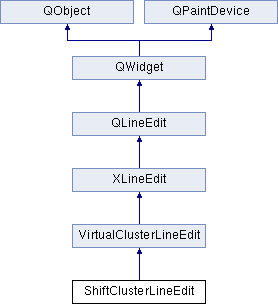 QObject
QPaintDevice
QWidget
QLineEdit
XLineEdit
VirtualClusterLineEdit
ShiftClusterLineEdit